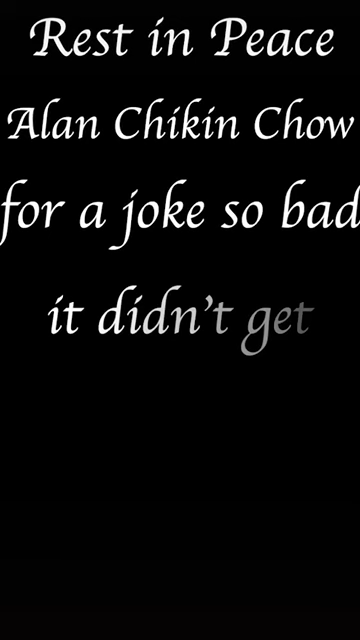 Rest in Peace
Alan Chikin Chow
for a joke so bad
it didn't get